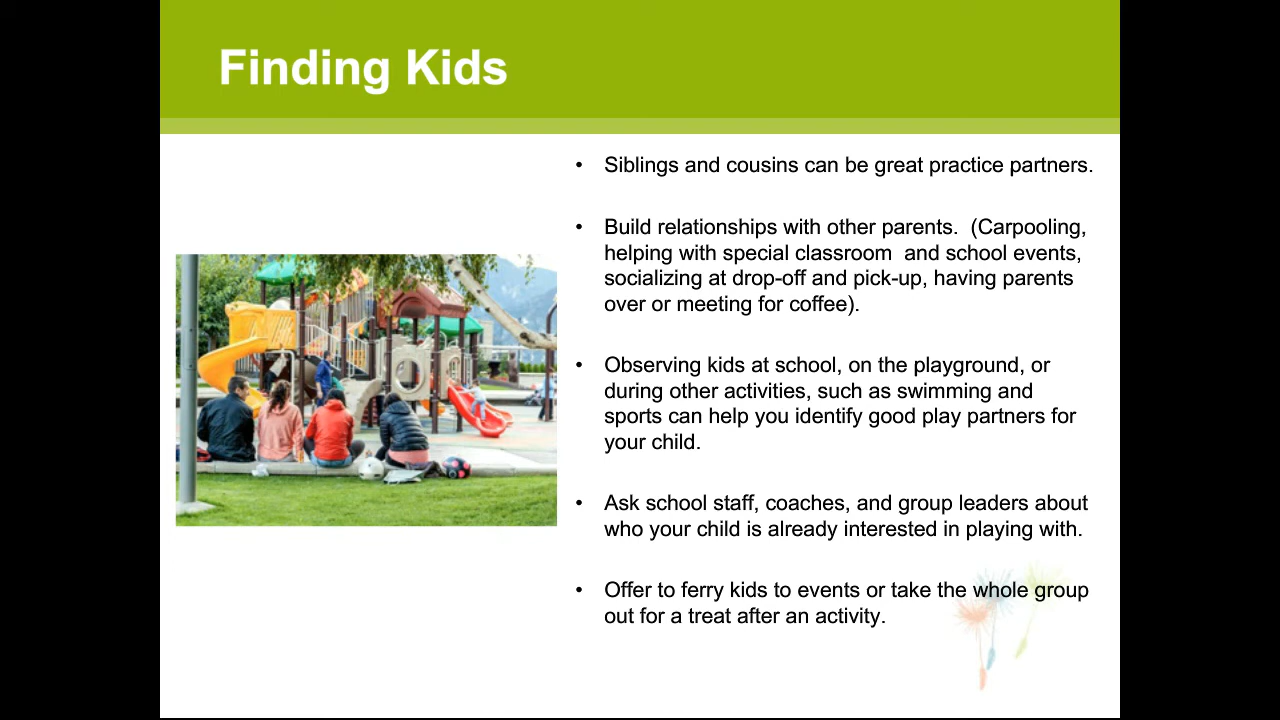 Finding Kids
• Siblings and cousins can be great practice partners.
• Build relationships with other parents.  (Carpooling,
helping with special classroom  and school events,
socializing at drop-off and pick-up, having parents
over or meeting for coffee).
• Observing kids at school, on the playground, or
during other activities, such as swimming and
sports can help you identify good play partners for
your child.
• Ask school staff, coaches, and group leaders about
who your child is already interested in playing with.
• Offer to ferry kids to events or take the whole group
out for a treat after an activity.